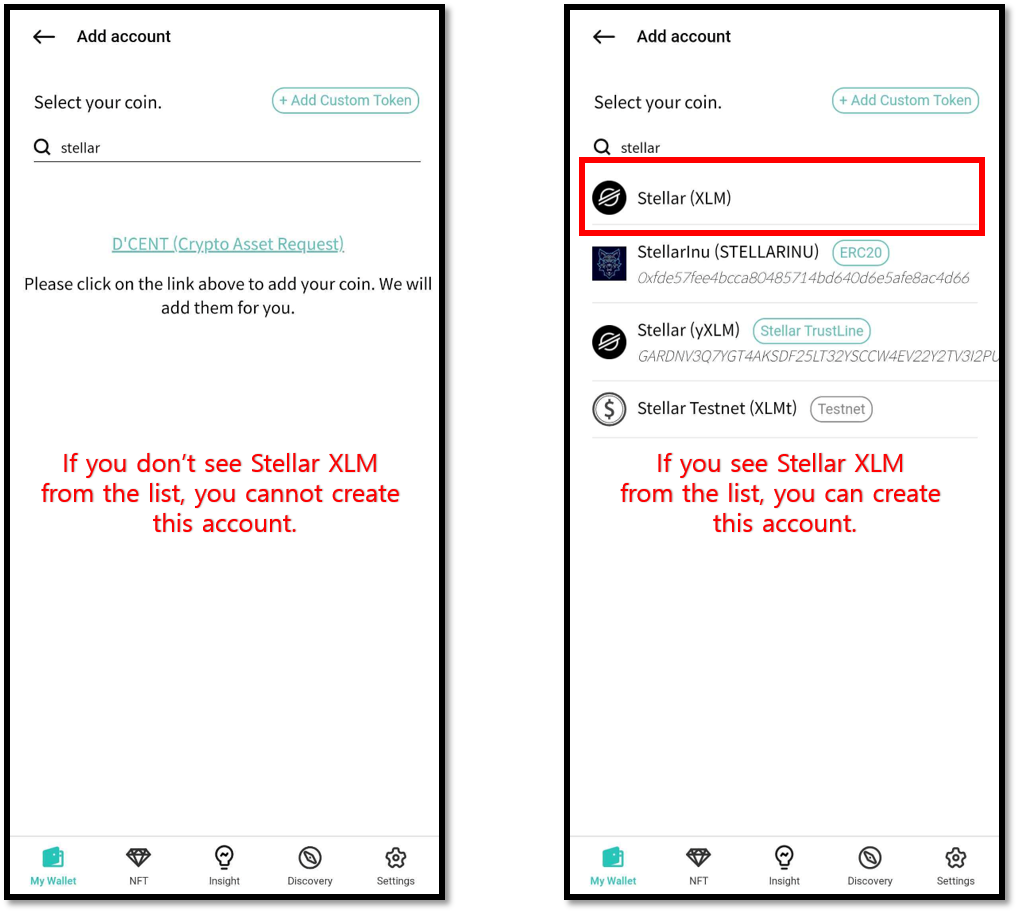 Add account
Select your coin.
+ Add Custom Token
stellar
D'CENT (Crypto Asset Request)
Please click on the link above to add your coin. We will
add them for you.
If you don’t see Stellar XLM
from the list, you cannot create
this account.
My Wallet
NFT
Insight
Discovery
Settings
Add account
Select your coin.
+ Add Custom Token
stellar
Stellar (XLM)
StellarInu (STELLARINU) ERC20
0xfde57fee4bcca80485714bd640d6e5afe8ac4d66
Stellar (yXLM) Stellar TrustLine
GARDNV3Q7YGT4AKSDF25LT32YSCCW4EV22Y2TV3I2PU
Stellar Testnet (XLMt) Testnet
If you see Stellar XLM
from the list, you can create
this account.
My Wallet
NFT
Insight
Discovery
Settings